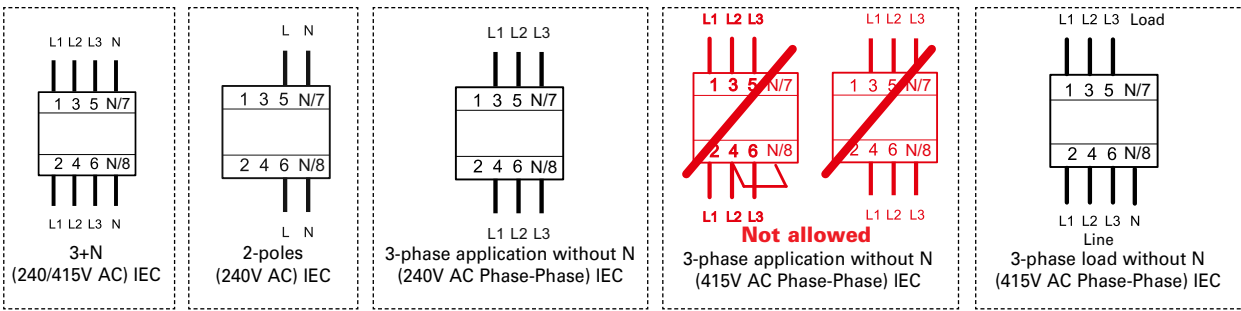 L1 L2 L3 N
1 3 5 N/7
2 4 6 N/8
L1 L2 L3 N
3+N
(240/415V AC) IEC
L N
1 3 5 N/7
2 4 6 N/8
L N
2-poles
(240V AC) IEC
L1 L2 L3
1 3 5 N/7
2 4 6 N/8
L1 L2 L3
3-phase application without N
(240V AC Phase-Phase) IEC
L1 L2 L3
1 3 5 N/7
2 4 6 N/8
L1 L2 L3
L1 L2 L3
1 3 5 N/7
2 4 6 N/8
L1 L2 L3
Not allowed
3-phase application without N
(415V AC Phase-Phase) IEC
L1 L2 L3 Load
1 3 5 N/7
2 4 6 N/8
L1 L2 L3 N
Line
3-phase load without N
(415V AC Phase-Phase) IEC